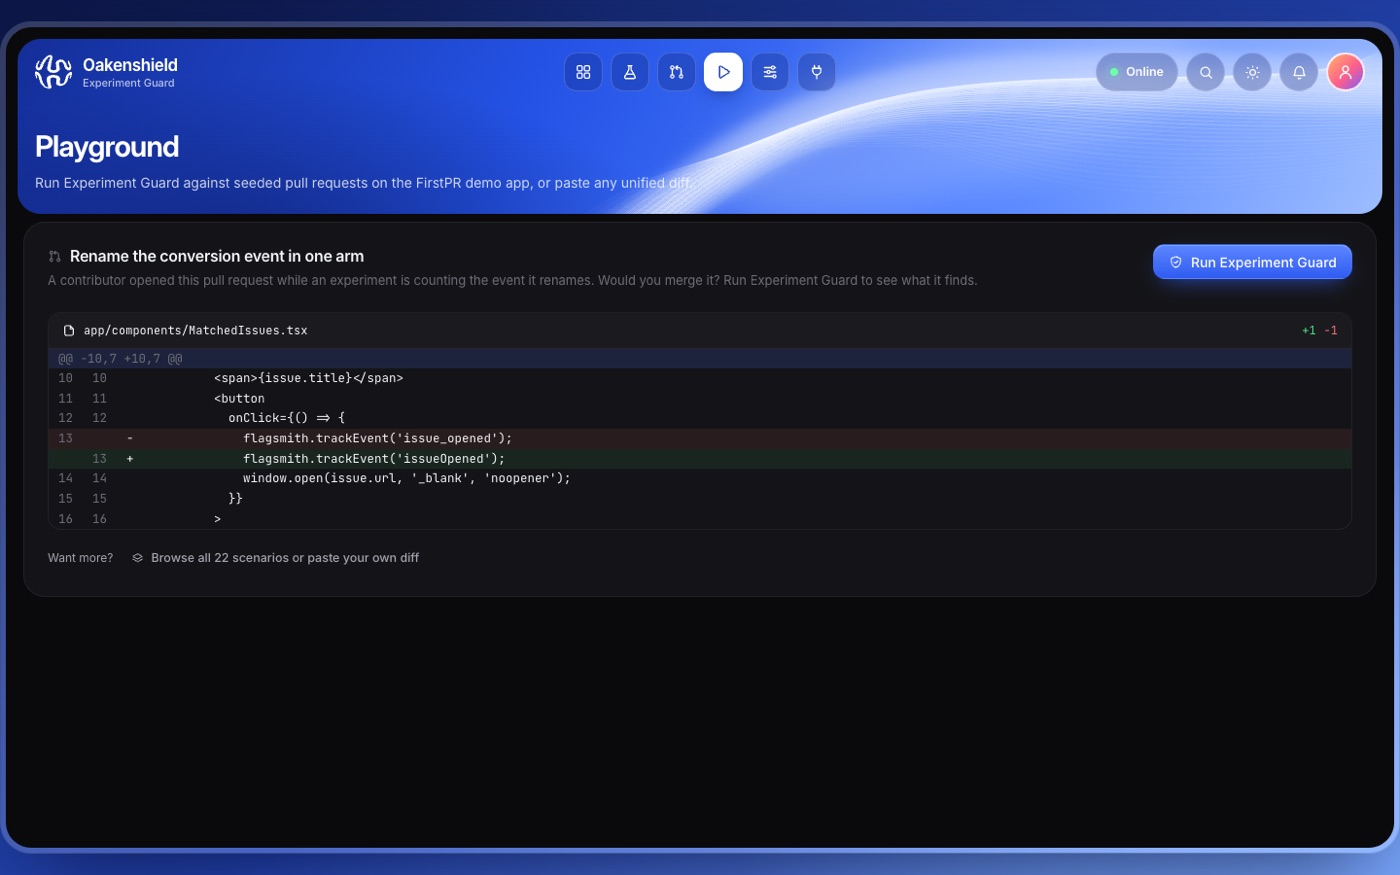 Oakenshield
Experiment Guard
Online
Playground
Run Experiment Guard against seeded pull requests on the FirstPR demo app, or paste any unified diff.
Rename the conversion event in one arm
A contributor opened this pull request while an experiment is counting the event it renames. Would you merge it? Run Experiment Guard to see what it finds.
Run Experiment Guard
app/components/MatchedIssues.tsx +1 -1
@@ -10,7 +10,7 @@
10 10 <span>{issue.title}</span>
11 11 <button
12 12 onClick={() => {
13 - flagsmith.trackEvent('issue_opened');
13 + flagsmith.trackEvent('issueOpened');
14 14 window.open(issue.url, '_blank', 'noopener');
15 15 }}
16 16 >
Want more? Browse all 22 scenarios or paste your own diff